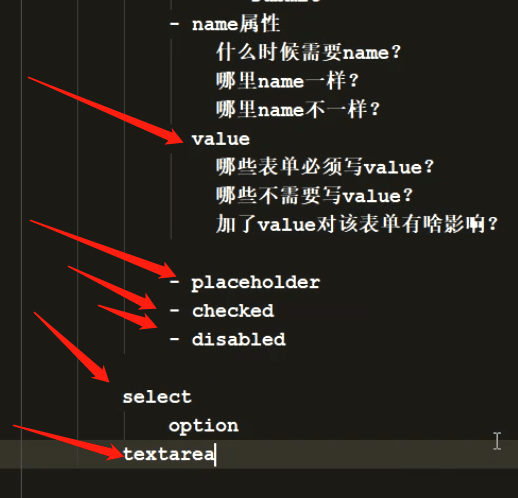 - name属性
什么时候需要name?
哪里name一样?
哪里name不一样?
value
哪些表单必须写value?
哪些不需要写value?
加了value对该表单有啥影响?
- placeholder
- checked
- disabled
select
option
textarea